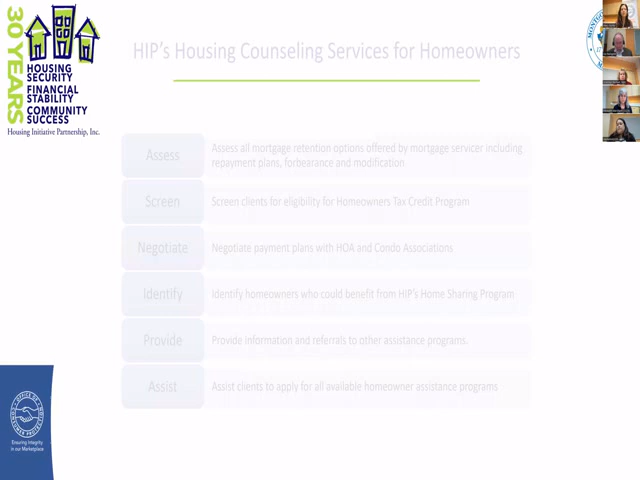 30 YEARS
HOUSING
SECURITY
FINANCIAL
STABILITY
COMMUNITY
SUCCESS
Housing Initiative Partnership, Inc.
HIP's Housing Counseling Services for Homeowners
Assess
Assess all mortgage retention options offered by mortgage servicer including
repayment plans, forbearance and modification
Screen
Screen clients for eligibility for Homeowners Tax Credit Program
Negotiate
Negotiate payment plans with HOA and Condo Associations
Identify
Identify homeowners who could benefit from HIP's Home Sharing Program
Provide
Provide information and referrals to other assistance programs.
Assist
Assist clients to apply for all available homeowner assistance programs
OFFICE OF
CONSUMER PROTECTION
Ensuring Integrity
in our Marketplace